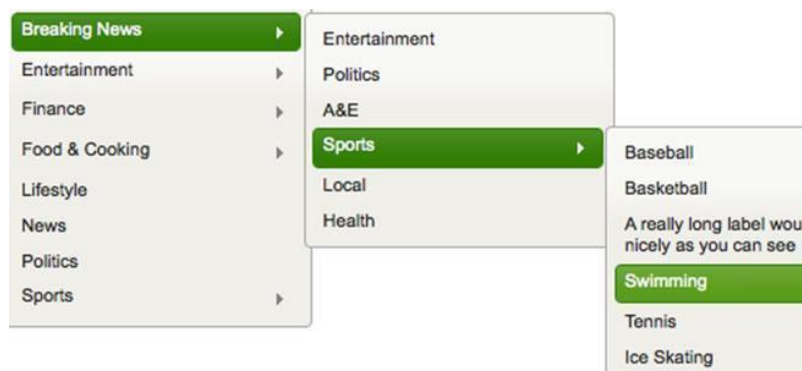 Breaking News
Entertainment
Finance
Food & Cooking
Lifestyle
News
Politics
Sports
Entertainment
Politics
A&E
Sports
Local
Health
Baseball
Basketball
A really long label
nicely as you can see
Swimming
Tennis
Ice Skating